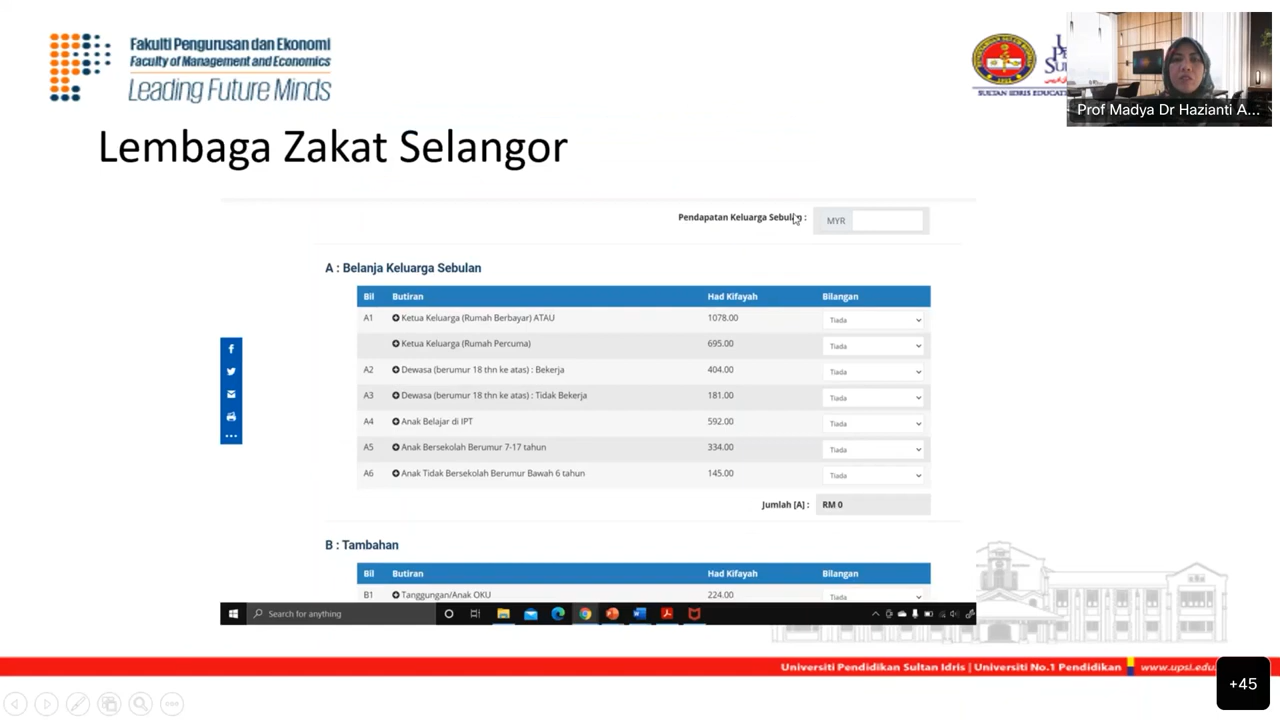 Fakulti Pengurusan dan Ekonomi
Faculty of Management and Economics
Leading Future Minds
SULTAN IDRIS EDUCATI
Prof Madya Dr Hazianti A...
Lembaga Zakat Selangor
Pendapatan Keluarga Sebulan : MYR
A : Belanja Keluarga Sebulan
Bil Butiran Had Kifayah Bilangan
A1 Ketua Keluarga (Rumah Berbayar) ATAU 1078.00 Tiada
Ketua Keluarga (Rumah Percuma) 695.00 Tiada
A2 Dewasa (berumur 18 thn ke atas) : Bekerja 404.00 Tiada
A3 Dewasa (berumur 18 thn ke atas) : Tidak Bekerja 181.00 Tiada
A4 Anak Belajar di IPT 592.00 Tiada
A5 Anak Bersekolah Berumur 7-17 tahun 334.00 Tiada
A6 Anak Tidak Bersekolah Berumur Bawah 6 tahun 145.00 Tiada
Jumlah [A] : RM 0
B : Tambahan
Bil Butiran Had Kifayah Bilangan
B1 Tanggungan/Anak OKU 224.00 Tiada
Search for anything
Universiti Pendidikan Sultan Idris | Universiti No.1 Pendidikan www.upsi.edu.
+45